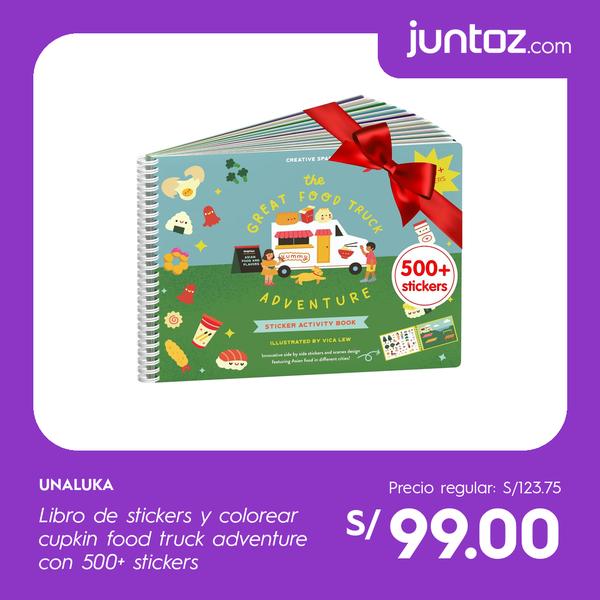 juntoz.com
CREATIVE
the
GREAT FOOD TRUCK
yummy
ASIAN
FOOD AND
FLAVORS
500+
stickers
ADVENTURE
STICKER ACTIVITY BOOK
ILLUSTRATED BY VICA LEW
Innovative side by side stickers and scenes design
featuring Asian food in different cities!
UNALUKA
Precio regular: S/123.75
Libro de stickers y colorear
cupkin food truck adventure
con 500+ stickers
S/99.00